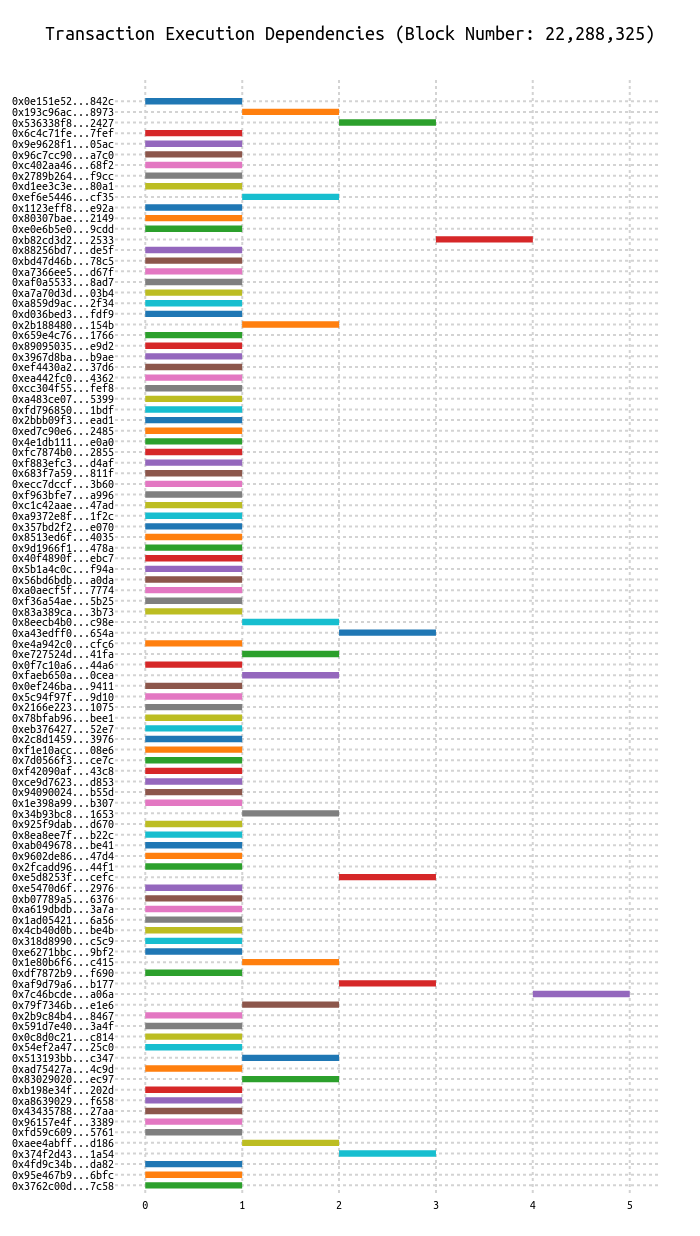 Transaction Execution Dependencies (Block Number: 22,288,325)
0x0e151e52...842c
0x193c96ac...8973
0x536338f8...2427
0x6c4c71fe...7fef
0x9e9628f1...05ac
0x96c7cc90...a7c0
0xc402aa46...68f2
0x2789b264...f9cc
0xd1ee3c3e...80a1
0xef6e5446...cf35
0x1123eff8...e92a
0x80307bae...2149
0xe0e6b5e0...9cdd
0xb82cd3d2...2533
0x88256bd7...de5f
0xbd47d46b...78c5
0xa7366ee5...d67f
0xaf0a5533...8ad7
0xa7a70d3d...03b4
0xa859d9ac...2f34
0xd036bed3...fdf9
0x2b188480...154b
0x659e4c76...1766
0x89095035...e9d2
0x3967d8ba...b9ae
0xef4430a2...37d6
0xea442fc0...4362
0xcc304f55...fef8
0xa483ce07...5399
0xfd796850...1bdf
0x2bbb09f3...ead1
0xed7c90e6...2485
0x4e1db111...e0a0
0xfc7874b0...2855
0xf883efc3...d4af
0x683f7a59...811f
0xecc7dccf...3b60
0xf963bfe7...a996
0xc1c42aae...47ad
0xa9372e8f...1f2c
0x357bd2f2...e070
0x8513ed6f...4035
0x9d1966f1...478a
0x40f4890f...ebc7
0x5b1a4c0c...f94a
0x56bd6bdb...a0da
0xa0aecf5f...7774
0xf36a54ae...5b25
0x83a389ca...3b73
0x8eecb4b0...c98e
0xa43edff0...654a
0xe4a942c0...cfc6
0xe727524d...41fa
0x0f7c10a6...44a6
0xfaeb650a...0cea
0x0ef246ba...9411
0x5c94f97f...9d10
0x2166e223...1075
0x78bfab96...bee1
0xeb376427...52e7
0x2c8d1459...3976
0xf1e10acc...08e6
0x7d0566f3...ce7c
0xf42090af...43c8
0xce9d7623...d853
0x94090024...b55d
0x1e398a99...b307
0x34b93bc8...1653
0x925f9dab...d670
0x8ea8ee7f...b22c
0xab049678...be41
0x9602de86...47d4
0x2fcadd96...44f1
0xe5d8253f...cefc
0xe5470d6f...2976
0xb07789a5...6376
0xa619dbdb...3a7a
0x1ad05421...6a56
0x4cb40d0b...be4b
0x318d8990...c5c9
0xe6271bbc...9bf2
0x1e80b6f6...c415
0xdf7872b9...f690
0xaf9d79a6...b177
0x7c46bcde...a06a
0x79f7346b...e1e6
0x2b9c84b4...8467
0x591d7e40...3a4f
0x0c8d0c21...c814
0x54ef2a47...25c0
0x513193bb...c347
0xad75427a...4c9d
0x83029020...ec97
0xb198e34f...202d
0xa8639029...f658
0x43435788...27aa
0x96157e4f...3389
0xfd59c609...5761
0xaee4abff...d186
0x374f2d43...1a54
0x4fd9c34b...da82
0x95e467b9...6bfc
0x3762c00d...7c58
0 1 2 3 4 5